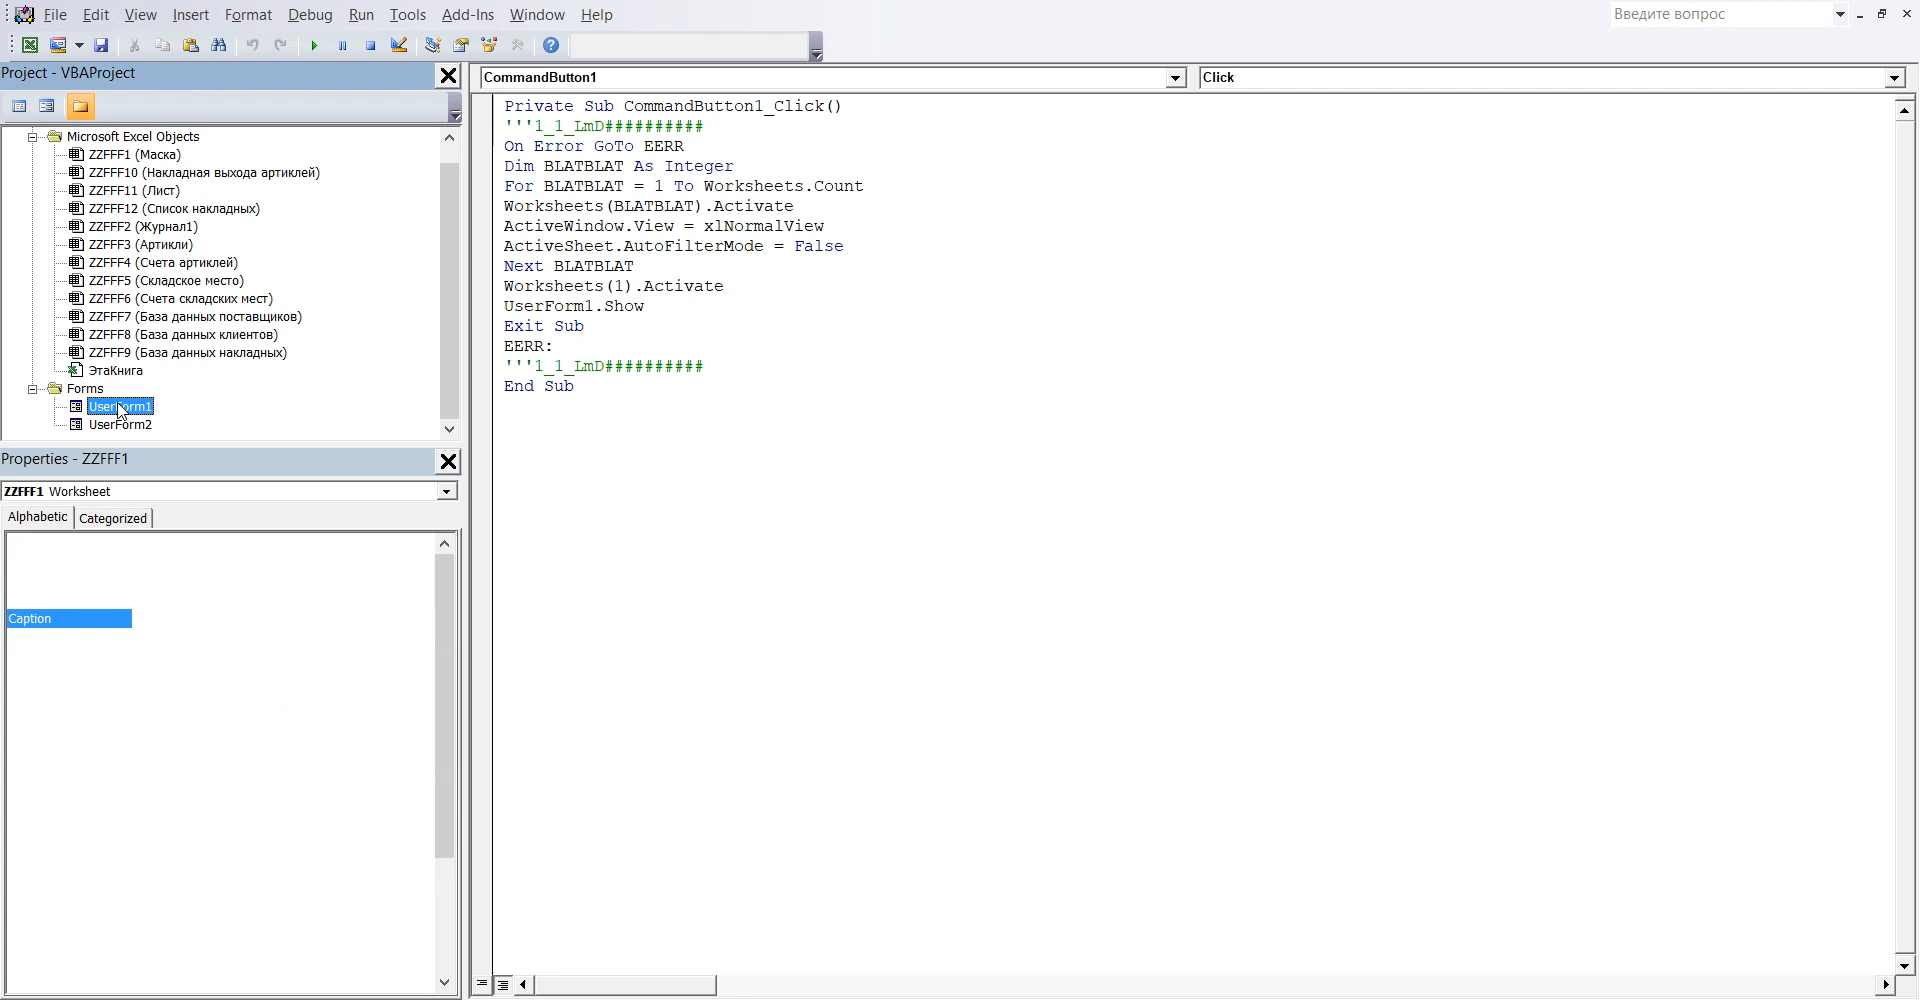 File Edit View Insert Format Debug Run Tools Add-Ins Window Help
Введите вопрос
Project - VBAProject
CommandButton1
Click
Microsoft Excel Objects
ZZFFF1 (Маска)
ZZFFF10 (Накладная выхода артиклей)
ZZFFF11 (Лист)
ZZFFF12 (Список накладных)
ZZFFF2 (Журнал1)
ZZFFF3 (Артикли)
ZZFFF4 (Счета артиклей)
ZZFFF5 (Складское место)
ZZFFF6 (Счета складских мест)
ZZFFF7 (База данных поставщиков)
ZZFFF8 (База данных клиентов)
ZZFFF9 (База данных накладных)
ЭтаКнига
Forms
UserForm1
UserForm2
Properties - ZZFFF1
ZZFFF1 Worksheet
Alphabetic Categorized
Caption
Private Sub CommandButton1_Click()
'''1_1_LmD##########
On Error GoTo EERR
Dim BLATBLAT As Integer
For BLATBLAT = 1 To Worksheets.Count
Worksheets(BLATBLAT).Activate
ActiveWindow.View = xlNormalView
ActiveSheet.AutoFilterMode = False
Next BLATBLAT
Worksheets(1).Activate
UserForm1.Show
Exit Sub
EERR:
'''1_1_LmD##########
End Sub